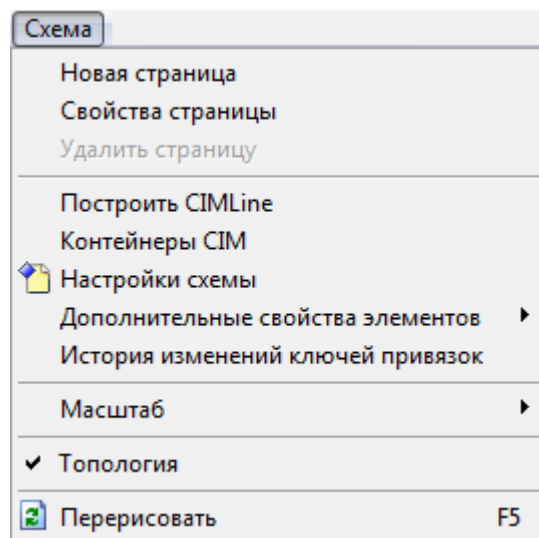 Схема
Новая страница
Свойства страницы
Удалить страницу
Построить CIMLine
Контейнеры CIM
Настройки схемы
Дополнительные свойства элементов
История изменений ключей привязок
Масштаб
Топология
Перерисовать F5